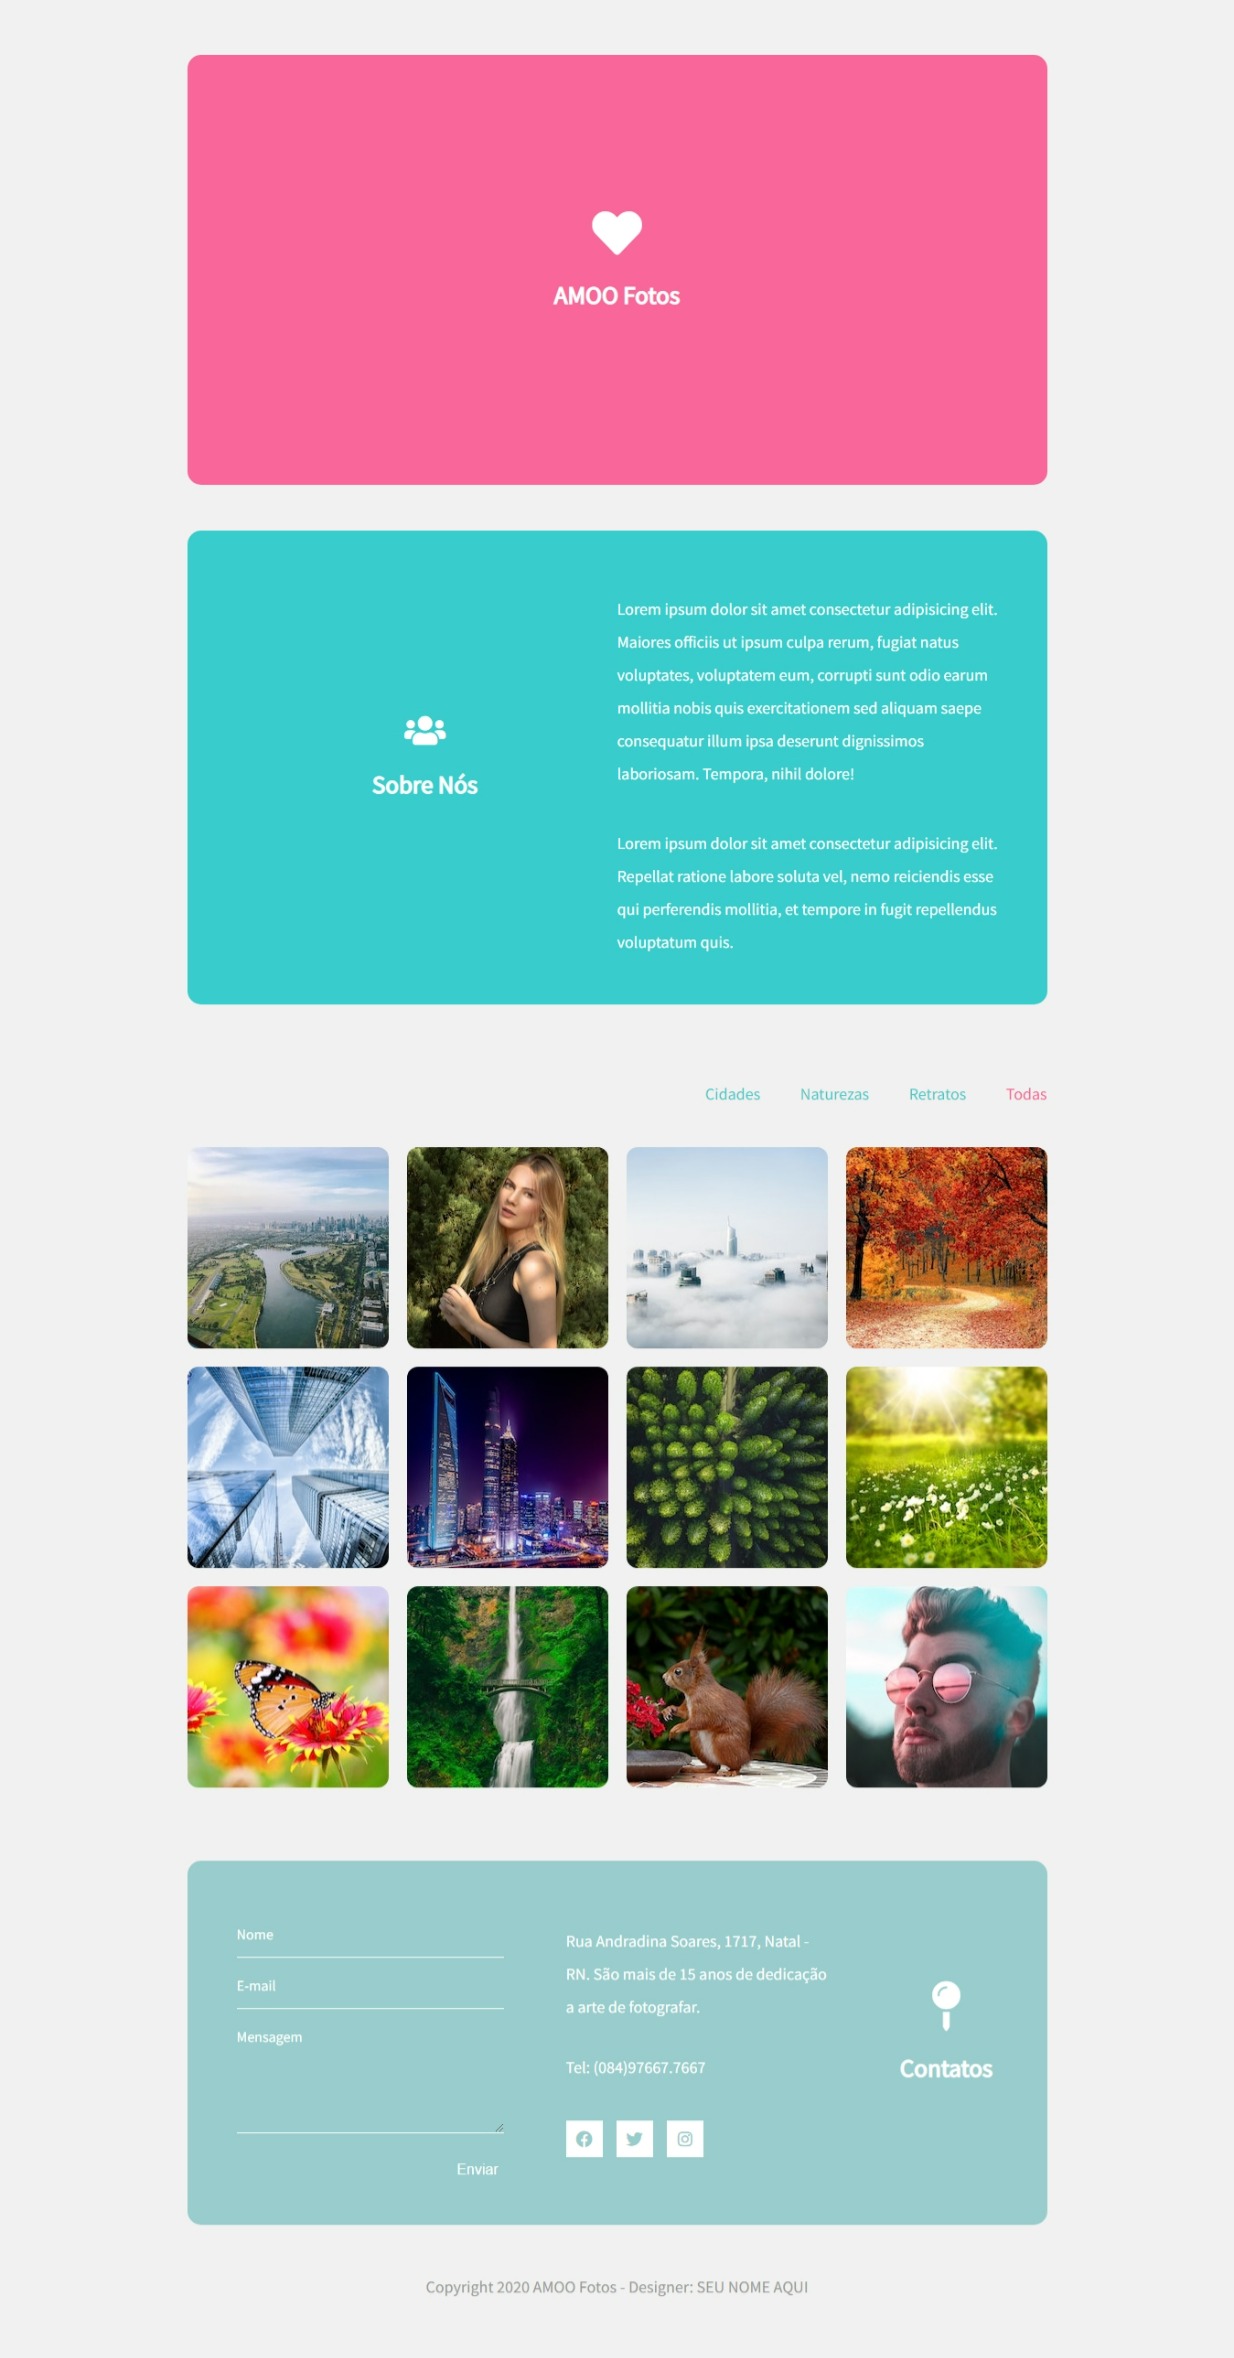 AMOO Fotos
Sobre Nós
Lorem ipsum dolor sit amet consectetur adipisicing elit.
Maiores officiis ut ipsum culpa rerum, fugiat natus
voluptates, voluptatem eum, corrupti sunt odio earum
mollitia nobis quis exercitationem sed aliquam saepe
consequatur illum ipsa deserunt dignissimos
laboriosam. Tempora, nihil dolore!
Lorem ipsum dolor sit amet consectetur adipisicing elit.
Repellat ratione labore soluta vel, nemo reiciendis esse
qui perferendis mollitia, et tempore in fugit repellendus
voluptatum quis.
Cidades Naturezas Retratos Todas
Nome
E-mail
Mensagem
Enviar
Rua Andradina Soares, 1717, Natal -
RN. São mais de 15 anos de dedicação
a arte de fotografar.
Tel: (084)97667.7667
Contatos
Copyright 2020 AMOO Fotos - Designer: SEU NOME AQUI